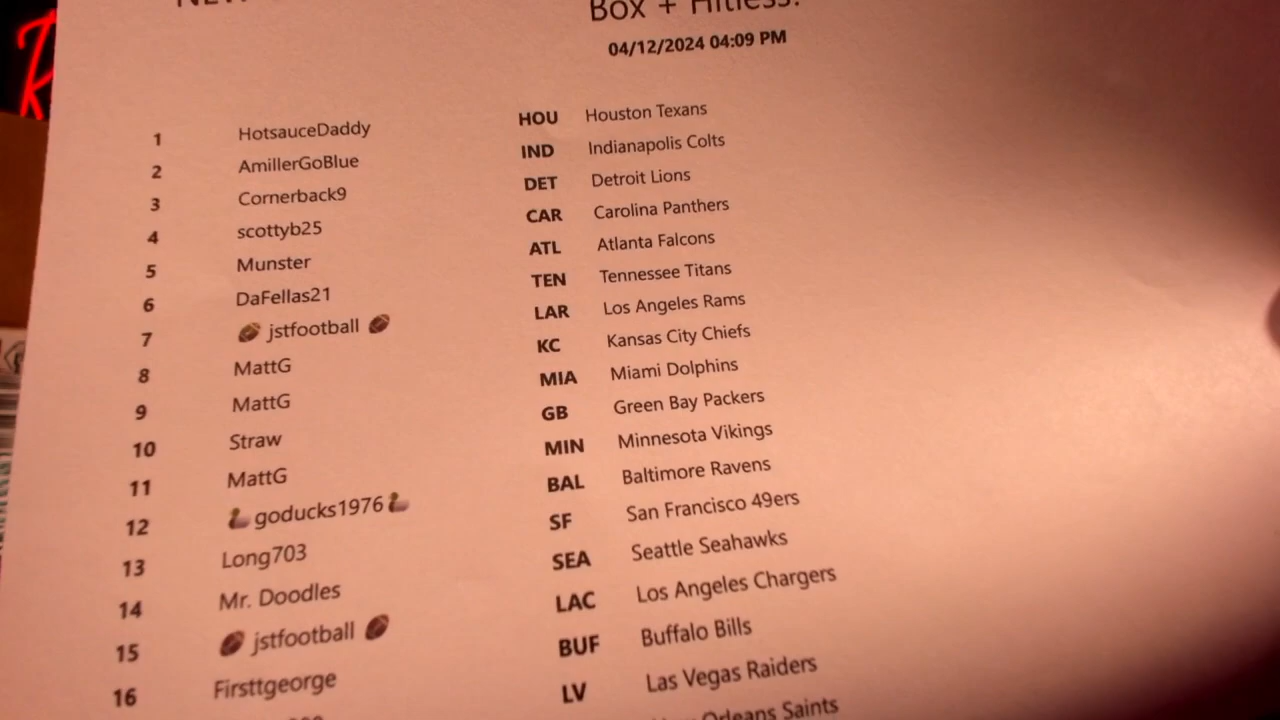 Box + Hitless!
04/12/2024 04:09 PM
1 HotsauceDaddy HOU Houston Texans
2 AmillerGoBlue IND Indianapolis Colts
3 Cornerback9 DET Detroit Lions
4 scottyb25 CAR Carolina Panthers
5 Munster ATL Atlanta Falcons
6 DaFellas21 TEN Tennessee Titans
7 🏈 jstfootball 🏈 LAR Los Angeles Rams
8 MattG KC Kansas City Chiefs
9 MattG MIA Miami Dolphins
10 Straw GB Green Bay Packers
11 MattG MIN Minnesota Vikings
12 🦆goducks1976🦆 BAL Baltimore Ravens
13 Long703 SF San Francisco 49ers
14 Mr. Doodles SEA Seattle Seahawks
15 🏈 jstfootball 🏈 LAC Los Angeles Chargers
16 Firsttgeorge BUF Buffalo Bills
LV Las Vegas Raiders
Orleans Saints